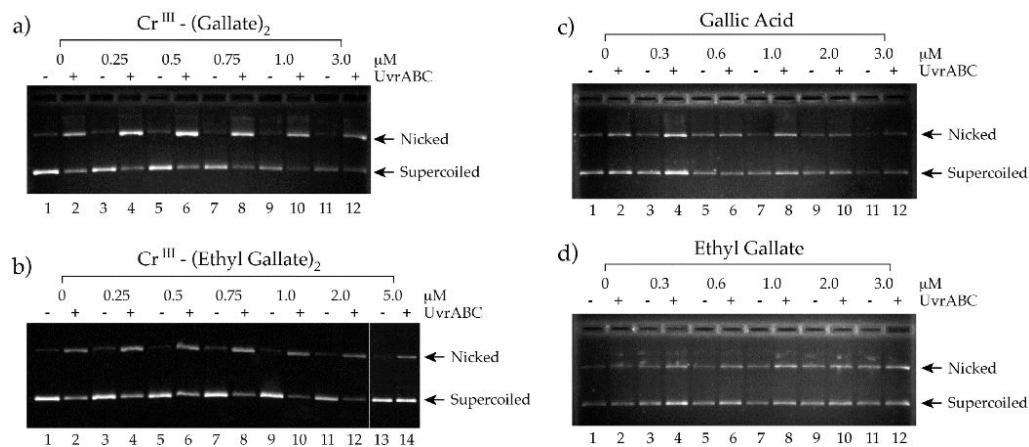 a)
Cr III - (Gallate)2
0 0.25 0.5 0.75 1.0 3.0 μM
- + - + - + - + - + - + UvrABC
Nicked
Supercoiled
1 2 3 4 5 6 7 8 9 10 11 12
b)
Cr III - (Ethyl Gallate)2
0 0.25 0.5 0.75 1.0 2.0 5.0 μM
- + - + - + - + - + - + - + UvrABC
Nicked
Supercoiled
1 2 3 4 5 6 7 8 9 10 11 12 13 14
c)
Gallic Acid
0 0.3 0.6 1.0 2.0 3.0 μM
- + - + - + - + - + - + UvrABC
Nicked
Supercoiled
1 2 3 4 5 6 7 8 9 10 11 12
d)
Ethyl Gallate
0 0.3 0.6 1.0 2.0 3.0 μM
- + - + - + - + - + - + UvrABC
Nicked
Supercoiled
1 2 3 4 5 6 7 8 9 10 11 12